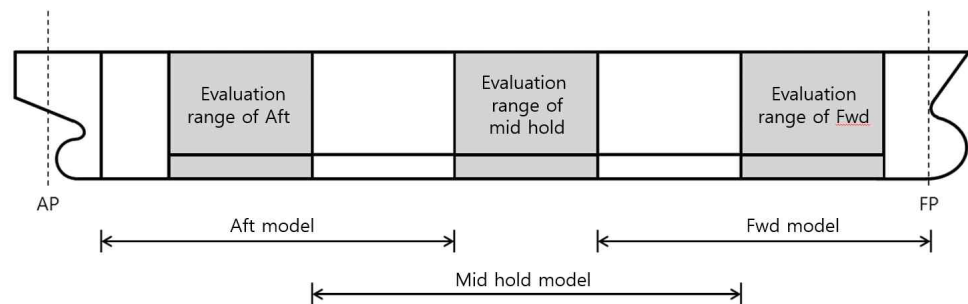 Evaluation
range of Aft
Evaluation
range of
mid hold
Evaluation
range of Fwd
AP
FP
Aft model
Fwd model
Mid hold model